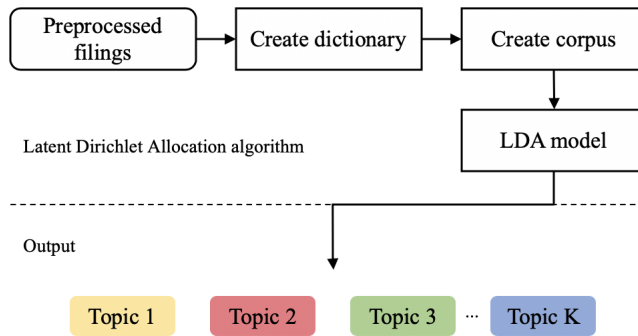 Preprocessed
filings
Create dictionary
Create corpus
LDA model
Latent Dirichlet Allocation algorithm
Output
Topic 1
Topic 2
Topic 3
...
Topic K